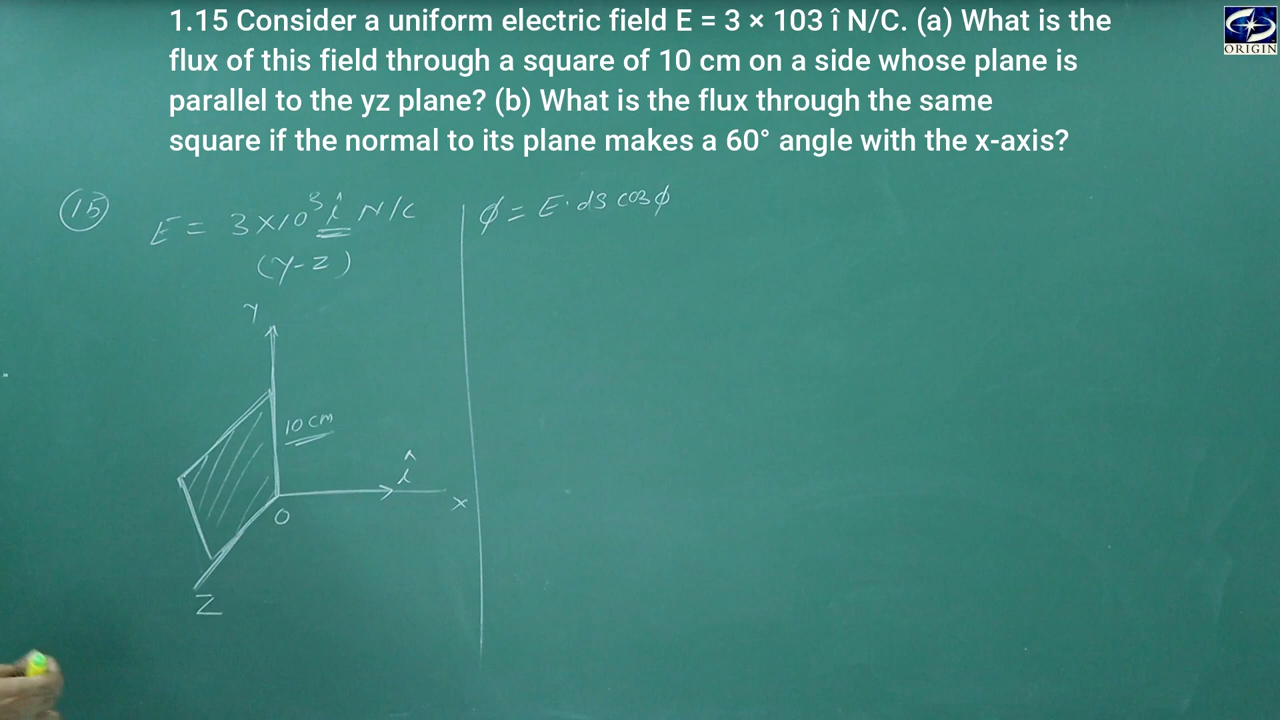 1.15 Consider a uniform electric field E = 3 × 103 î N/C. (a) What is the
flux of this field through a square of 10 cm on a side whose plane is
parallel to the yz plane? (b) What is the flux through the same
square if the normal to its plane makes a 60° angle with the x-axis?
ORIGIN
15
E = 3×10³ î N/C
(Y-Z)
φ = E·ds cosφ
Y
10 cm
î
X
O
Z